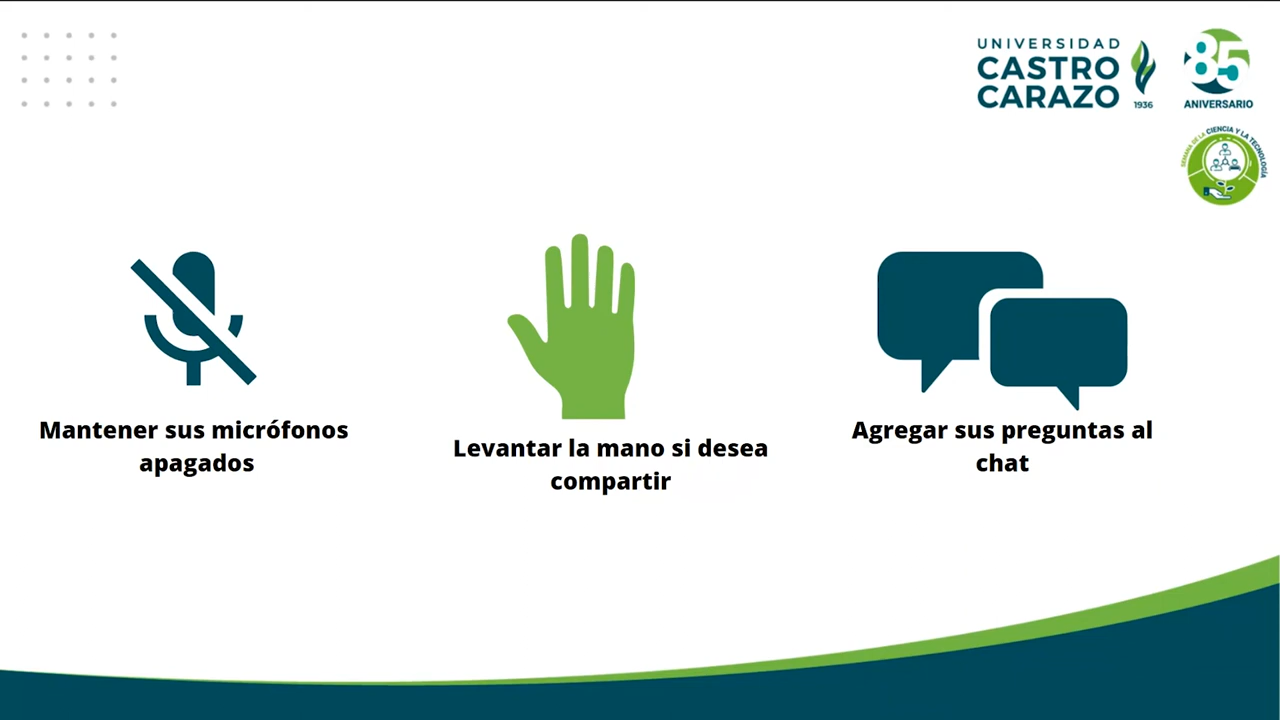 UNIVERSIDAD
CASTRO
CARAZO
1936
85
ANIVERSARIO
SEMANA DE LA CIENCIA Y LA TECNOLOGÍA
Mantener sus micrófonos
apagados
Levantar la mano si desea
compartir
Agregar sus preguntas al
chat